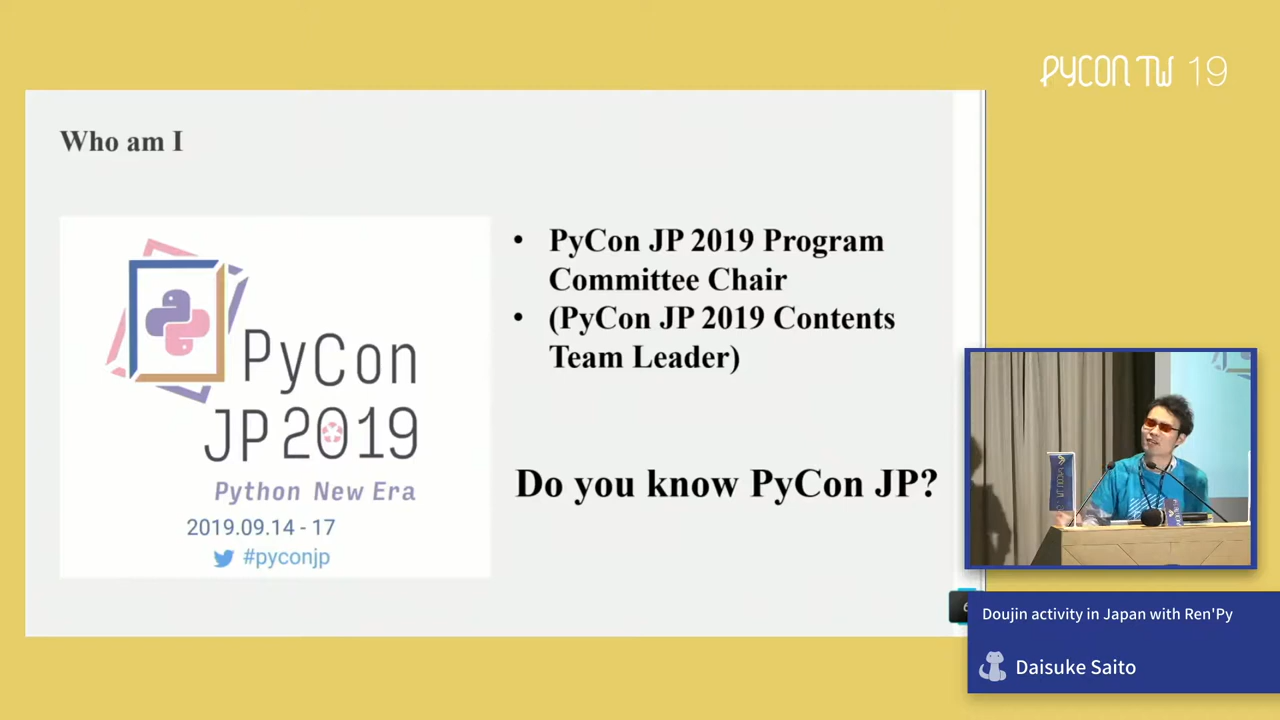 PYCON TW 19
Who am I
• PyCon JP 2019 Program
Committee Chair
• (PyCon JP 2019 Contents
Team Leader)
PyCon
JP 2019
Python New Era
2019.09.14 - 17
#pyconjp
Do you know PyCon JP?
Doujin activity in Japan with Ren'Py
Daisuke Saito